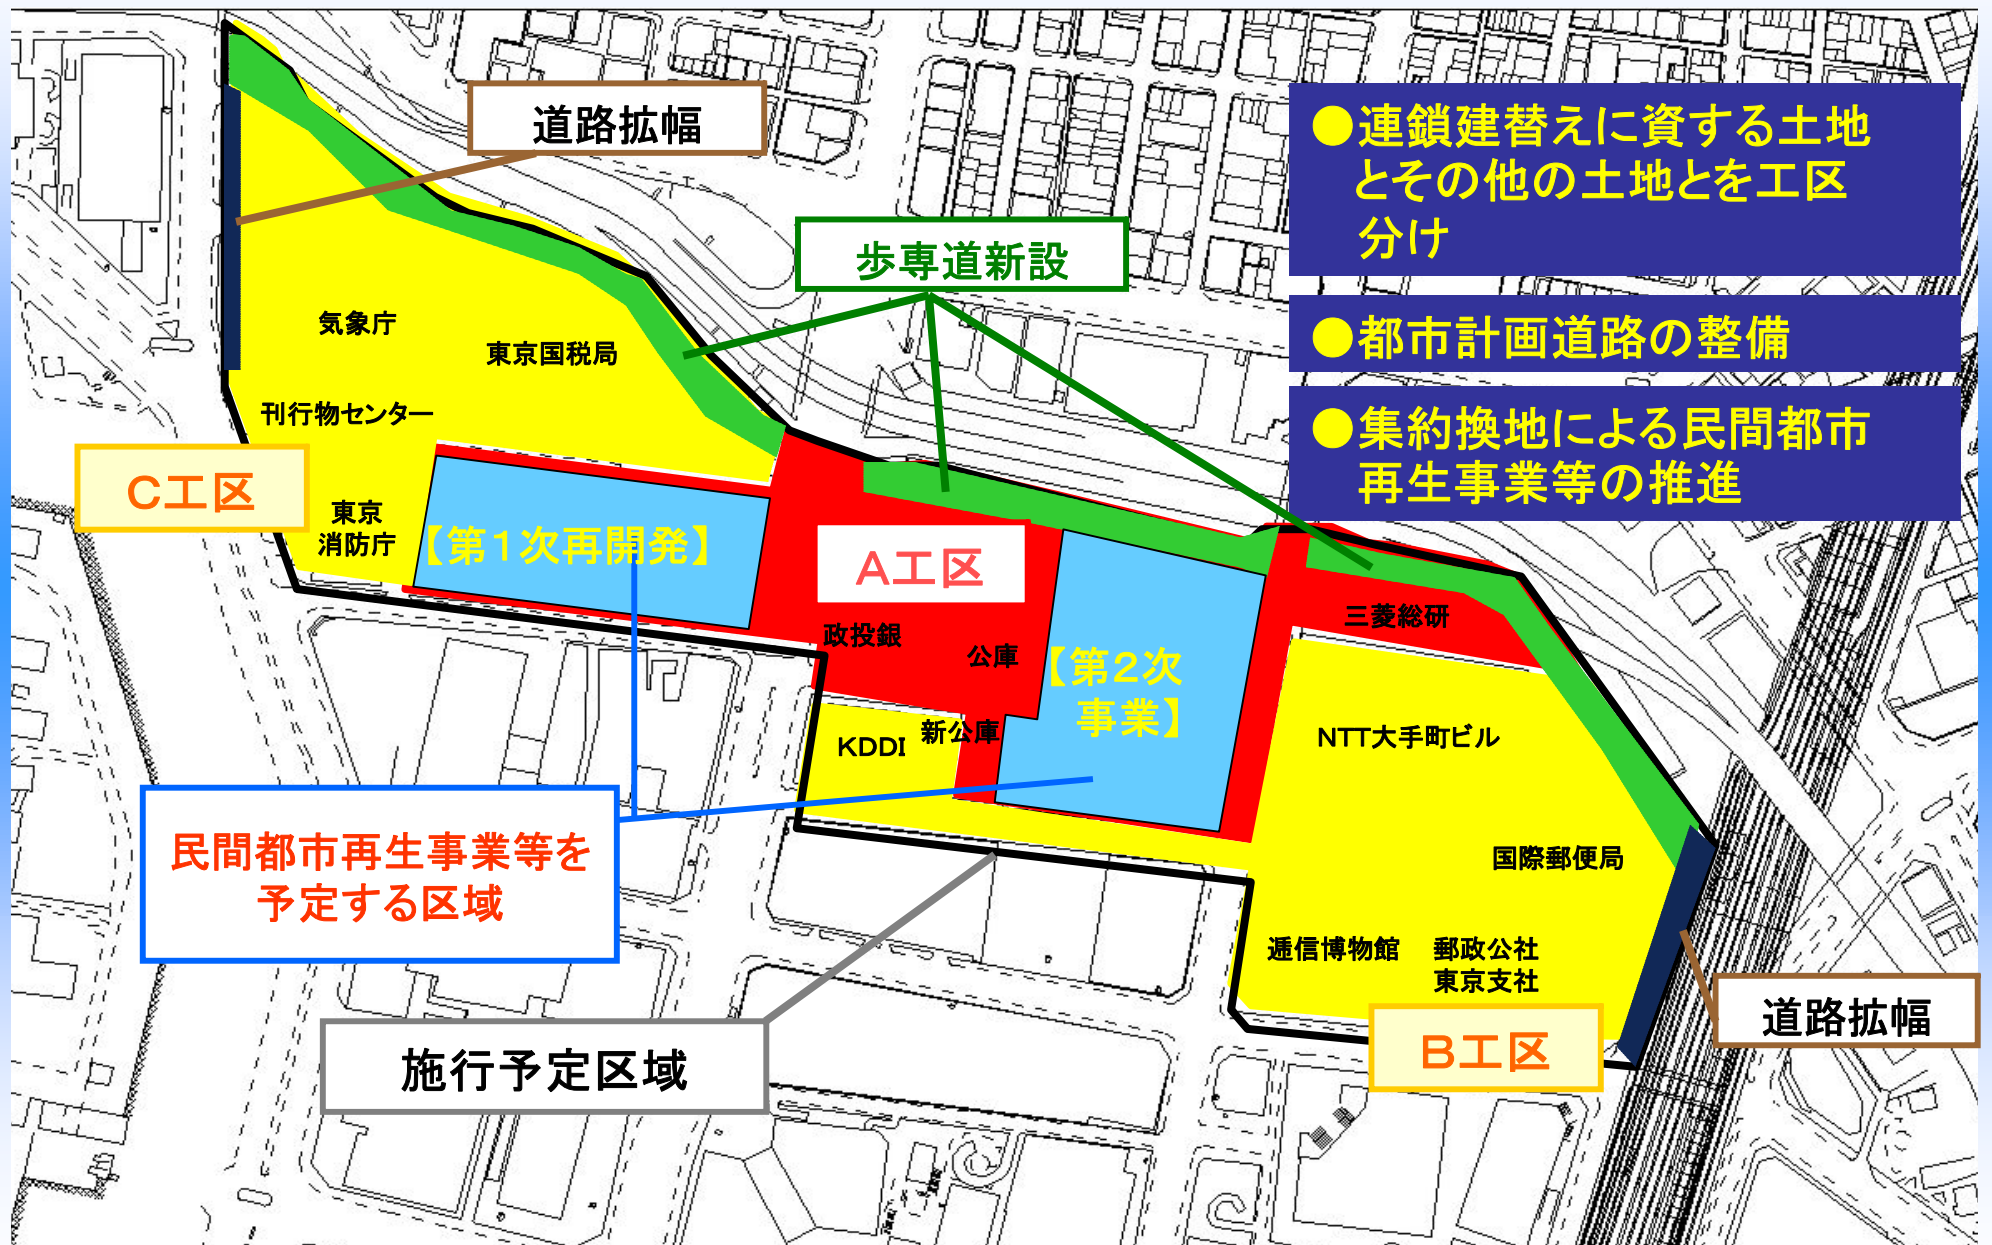 道路拡幅
●連鎖建替えに資する土地
とその他の土地とを工区
分け
歩専道新設
●都市計画道路の整備
●集約換地による民間都市
再生事業等の推進
気象庁
東京国税局
刊行物センター
C工区
東京
消防庁
【第1次再開発】
A工区
政投銀
公庫
三菱総研
【第2次
事業】
新公庫
KDDI
NTT大手町ビル
民間都市再生事業等を
予定する区域
国際郵便局
逓信博物館
郵政公社
東京支社
道路拡幅
施行予定区域
B工区